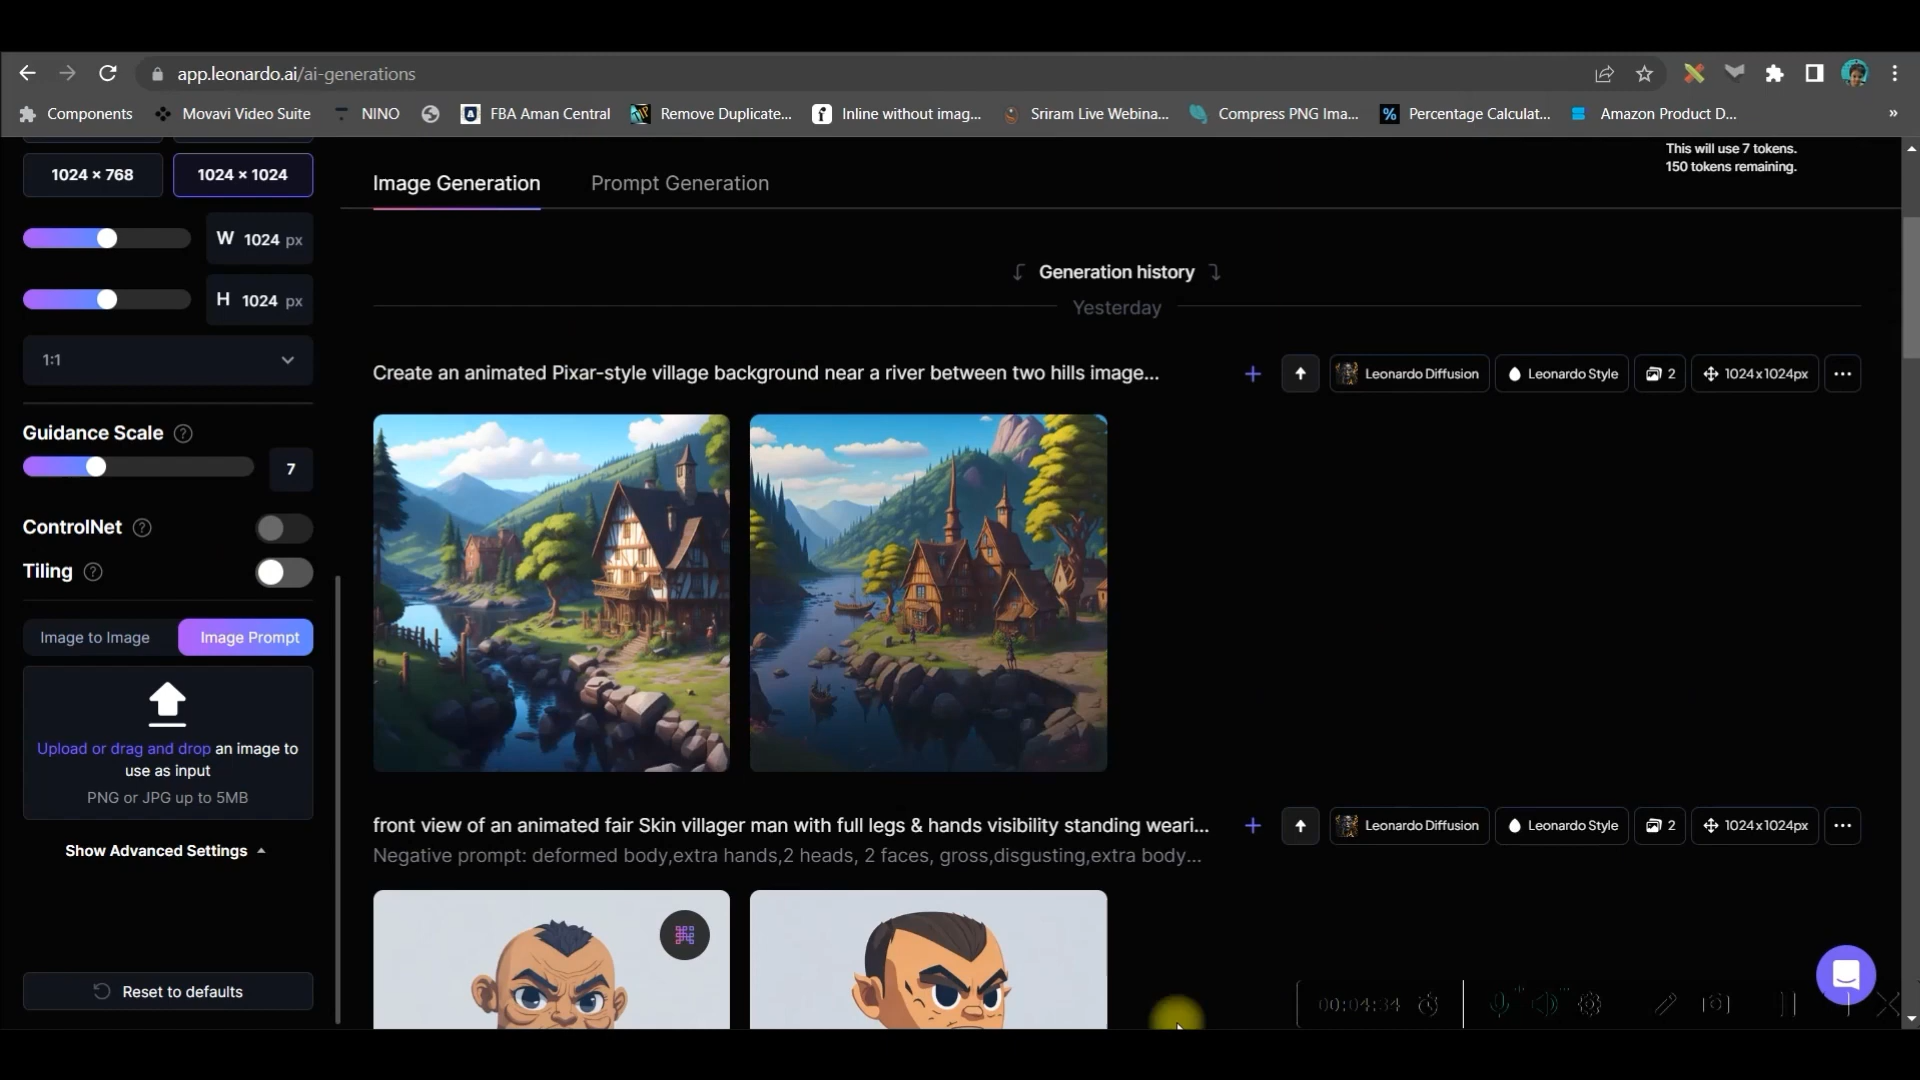 app.leonardo.ai/ai-generations
Components
Movavi Video Suite
NINO
FBA Aman Central
Remove Duplicate...
Inline without imag...
Sriram Live Webina...
Compress PNG Ima...
Percentage Calculat...
Amazon Product D...
»
This will use 7 tokens.
150 tokens remaining.
1024 × 768
1024 × 1024
Image Generation
Prompt Generation
W 1024 px
H 1024 px
1:1
Generation history
Yesterday
Create an animated Pixar-style village background near a river between two hills image...
Leonardo Diffusion
Leonardo Style
2
1024x1024px
Guidance Scale ?
7
ControlNet ?
Tiling ?
Image to Image
Image Prompt
Upload or drag and drop an image to
use as input
PNG or JPG up to 5MB
Show Advanced Settings
front view of an animated fair Skin villager man with full legs & hands visibility standing weari...
Negative prompt: deformed body,extra hands,2 heads, 2 faces, gross,disgusting,extra body...
Leonardo Diffusion
Leonardo Style
2
1024x1024px
Reset to defaults
00:04:34